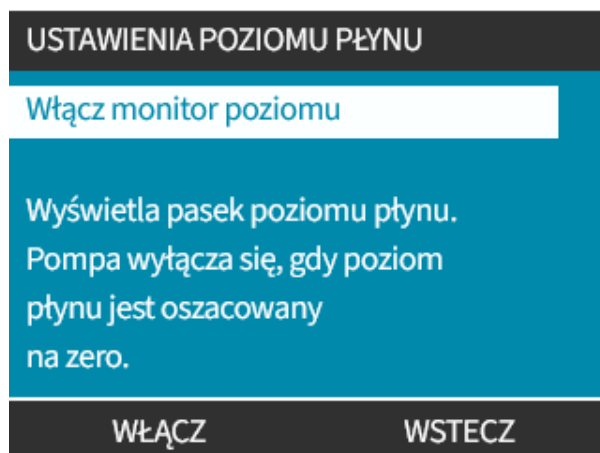 USTAWIENIA POZIOMU PŁYNU
Włącz monitor poziomu
Wyświetla pasek poziomu płynu.
Pompa wyłącza się, gdy poziom
płynu jest oszacowany
na zero.
WŁĄCZ WSTECZ